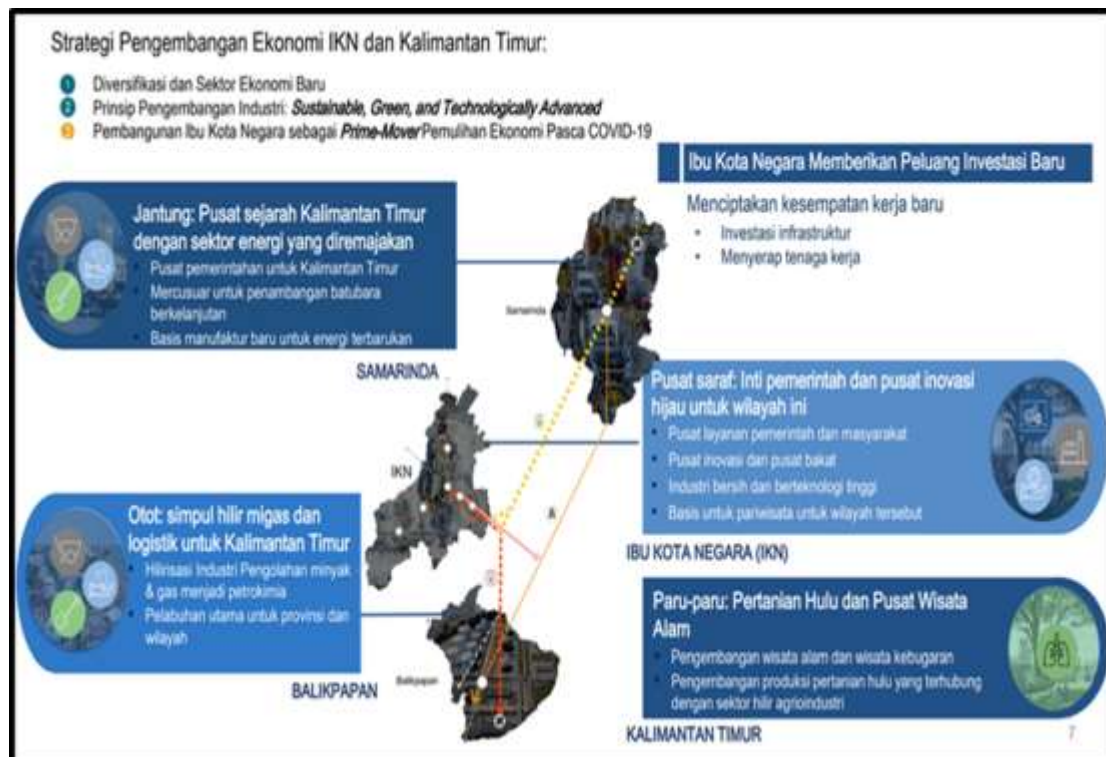 Strategi Pengembangan Ekonomi IKN dan Kalimantan Timur:
1 Diversifikasi dan Sektor Ekonomi Baru
2 Prinsip Pengembangan Industri: Sustainable, Green, and Technologically Advanced
3 Pembangunan Ibu Kota Negara sebagai Prime-Mover Pemulihan Ekonomi Pasca COVID-19
Ibu Kota Negara Memberikan Peluang Investasi Baru
Menciptakan kesempatan kerja baru
• Investasi infrastruktur
• Menyerap tenaga kerja
Jantung: Pusat sejarah Kalimantan Timur
dengan sektor energi yang diremajakan
• Pusat pemerintahan untuk Kalimantan Timur
• Mercusuar untuk penambangan batubara
berkelanjutan
• Basis manufaktur baru untuk energi terbarukan
SAMARINDA
Samarinda
Pusat saraf: Inti pemerintah dan pusat inovasi
hijau untuk wilayah ini
• Pusat layanan pemerintah dan masyarakat
• Pusat inovasi dan pusat bakat
• Industri bersih dan berteknologi tinggi
• Basis untuk pariwisata untuk wilayah tersebut
IBU KOTA NEGARA (IKN)
IKN
A
Otot: simpul hilir migas dan
logistik untuk Kalimantan Timur
• Hilirisasi Industri Pengolahan minyak
& gas menjadi petrokimia
• Pelabuhan utama untuk provinsi dan
wilayah
BALIKPAPAN
Balikpapan
Paru-paru: Pertanian Hulu dan Pusat Wisata
Alam
• Pengembangan wisata alam dan wisata kebugaran
• Pengembangan produksi pertanian hulu yang terhubung
dengan sektor hilir agrioindustri
KALIMANTAN TIMUR
7